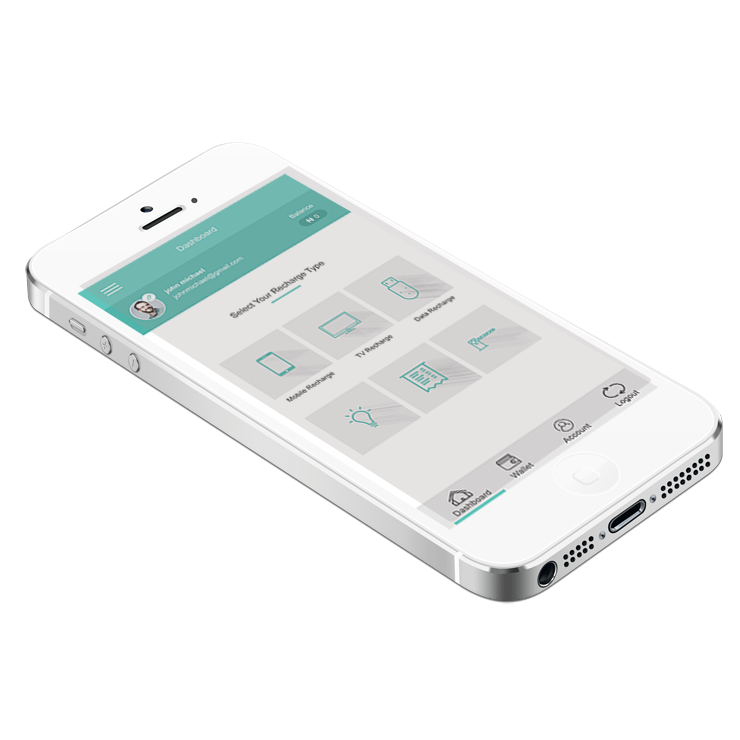 Dashboard
Balance
₦ 0
john michael
johnmichael@gmail.com
Select Your Recharge Type
Mobile Recharge
TV Recharge
Data Recharge
Dashboard
Wallet
Account
Logout